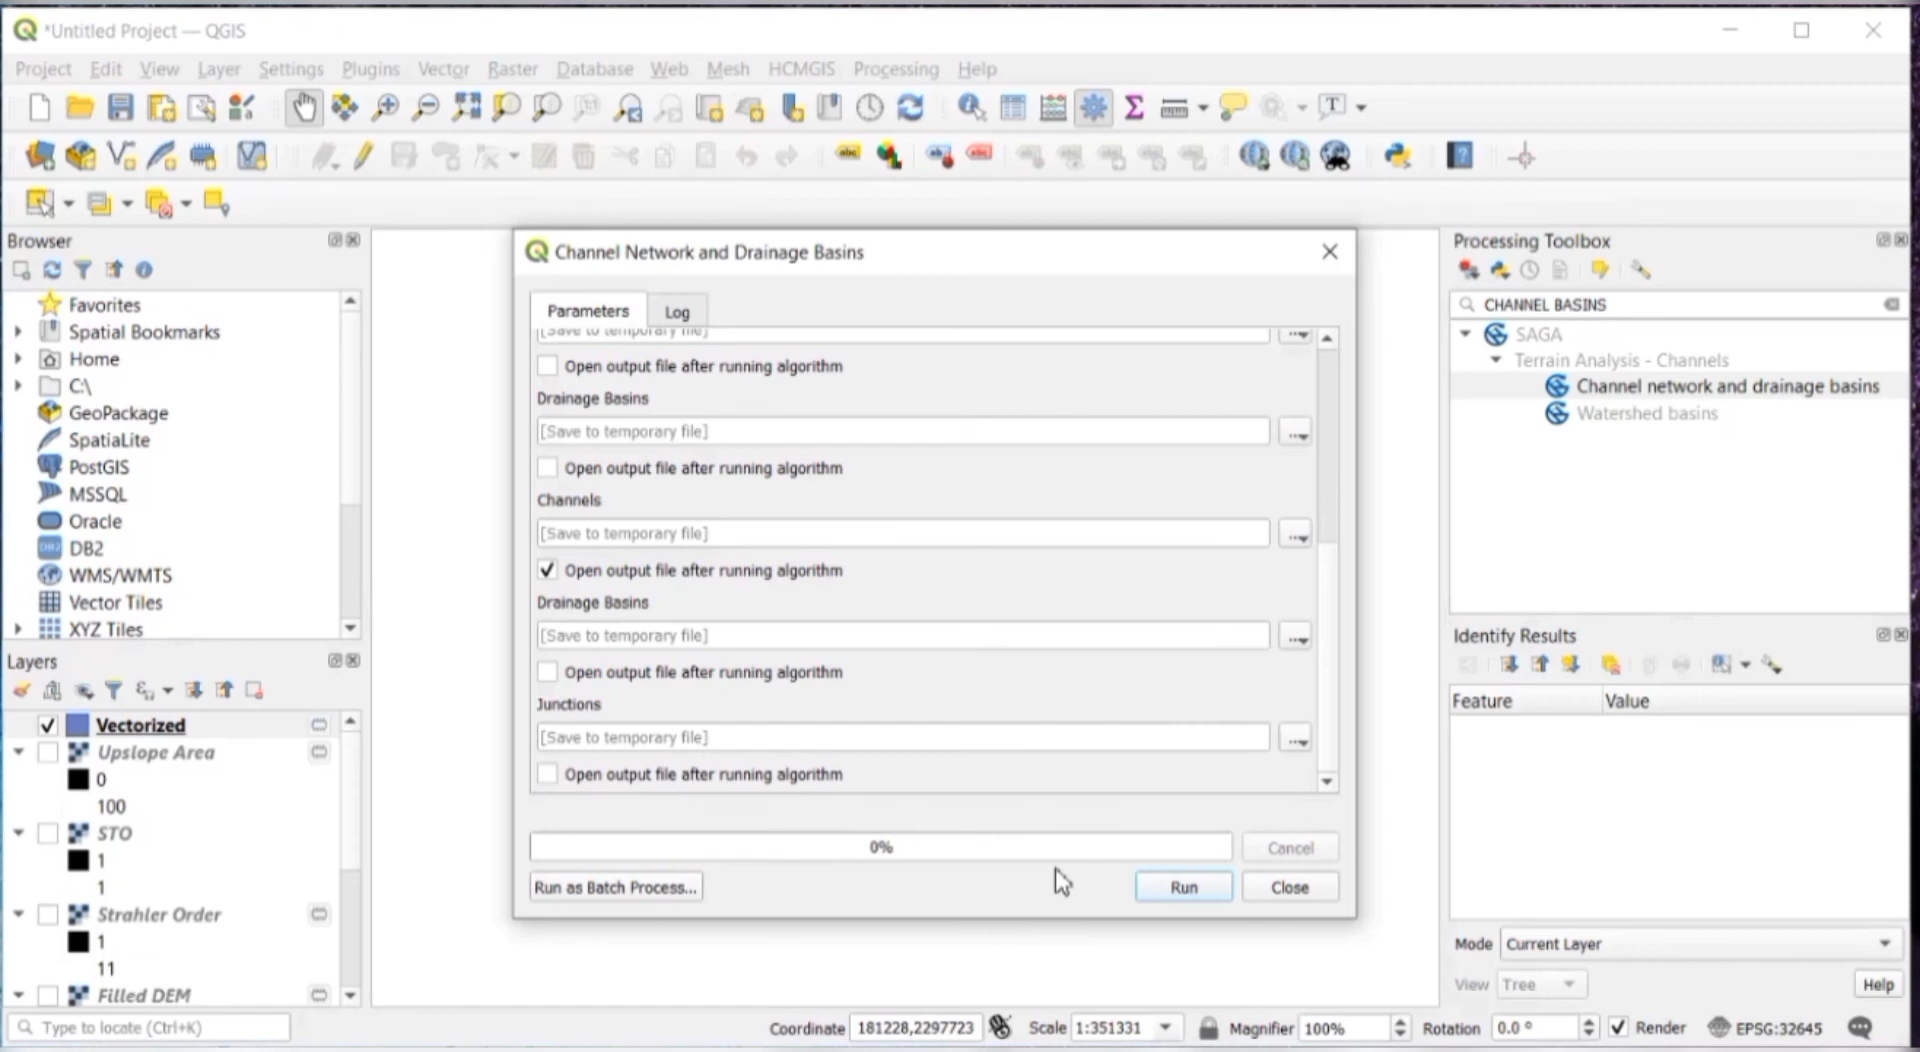 *Untitled Project — QGIS
Project Edit View Layer Settings Plugins Vector Raster Database Web Mesh HCMGIS Processing Help
Browser
Favorites
Spatial Bookmarks
Home
C:\
GeoPackage
SpatiaLite
PostGIS
MSSQL
Oracle
DB2
WMS/WMTS
Vector Tiles
XYZ Tiles
Layers
Vectorized
Upslope Area
0
100
STO
1
1
Strahler Order
1
11
Filled DEM
Channel Network and Drainage Basins
Parameters Log
[Save to temporary file]
Open output file after running algorithm
Drainage Basins
[Save to temporary file]
Open output file after running algorithm
Channels
[Save to temporary file]
Open output file after running algorithm
Drainage Basins
[Save to temporary file]
Open output file after running algorithm
Junctions
[Save to temporary file]
Open output file after running algorithm
0%
Cancel
Run as Batch Process...
Run
Close
Processing Toolbox
CHANNEL BASINS
SAGA
Terrain Analysis - Channels
Channel network and drainage basins
Watershed basins
Identify Results
Feature Value
Mode Current Layer
View Tree Help
Type to locate (Ctrl+K)
Coordinate 181228,2297723 Scale 1:351331 Magnifier 100% Rotation 0.0 ° Render EPSG:32645